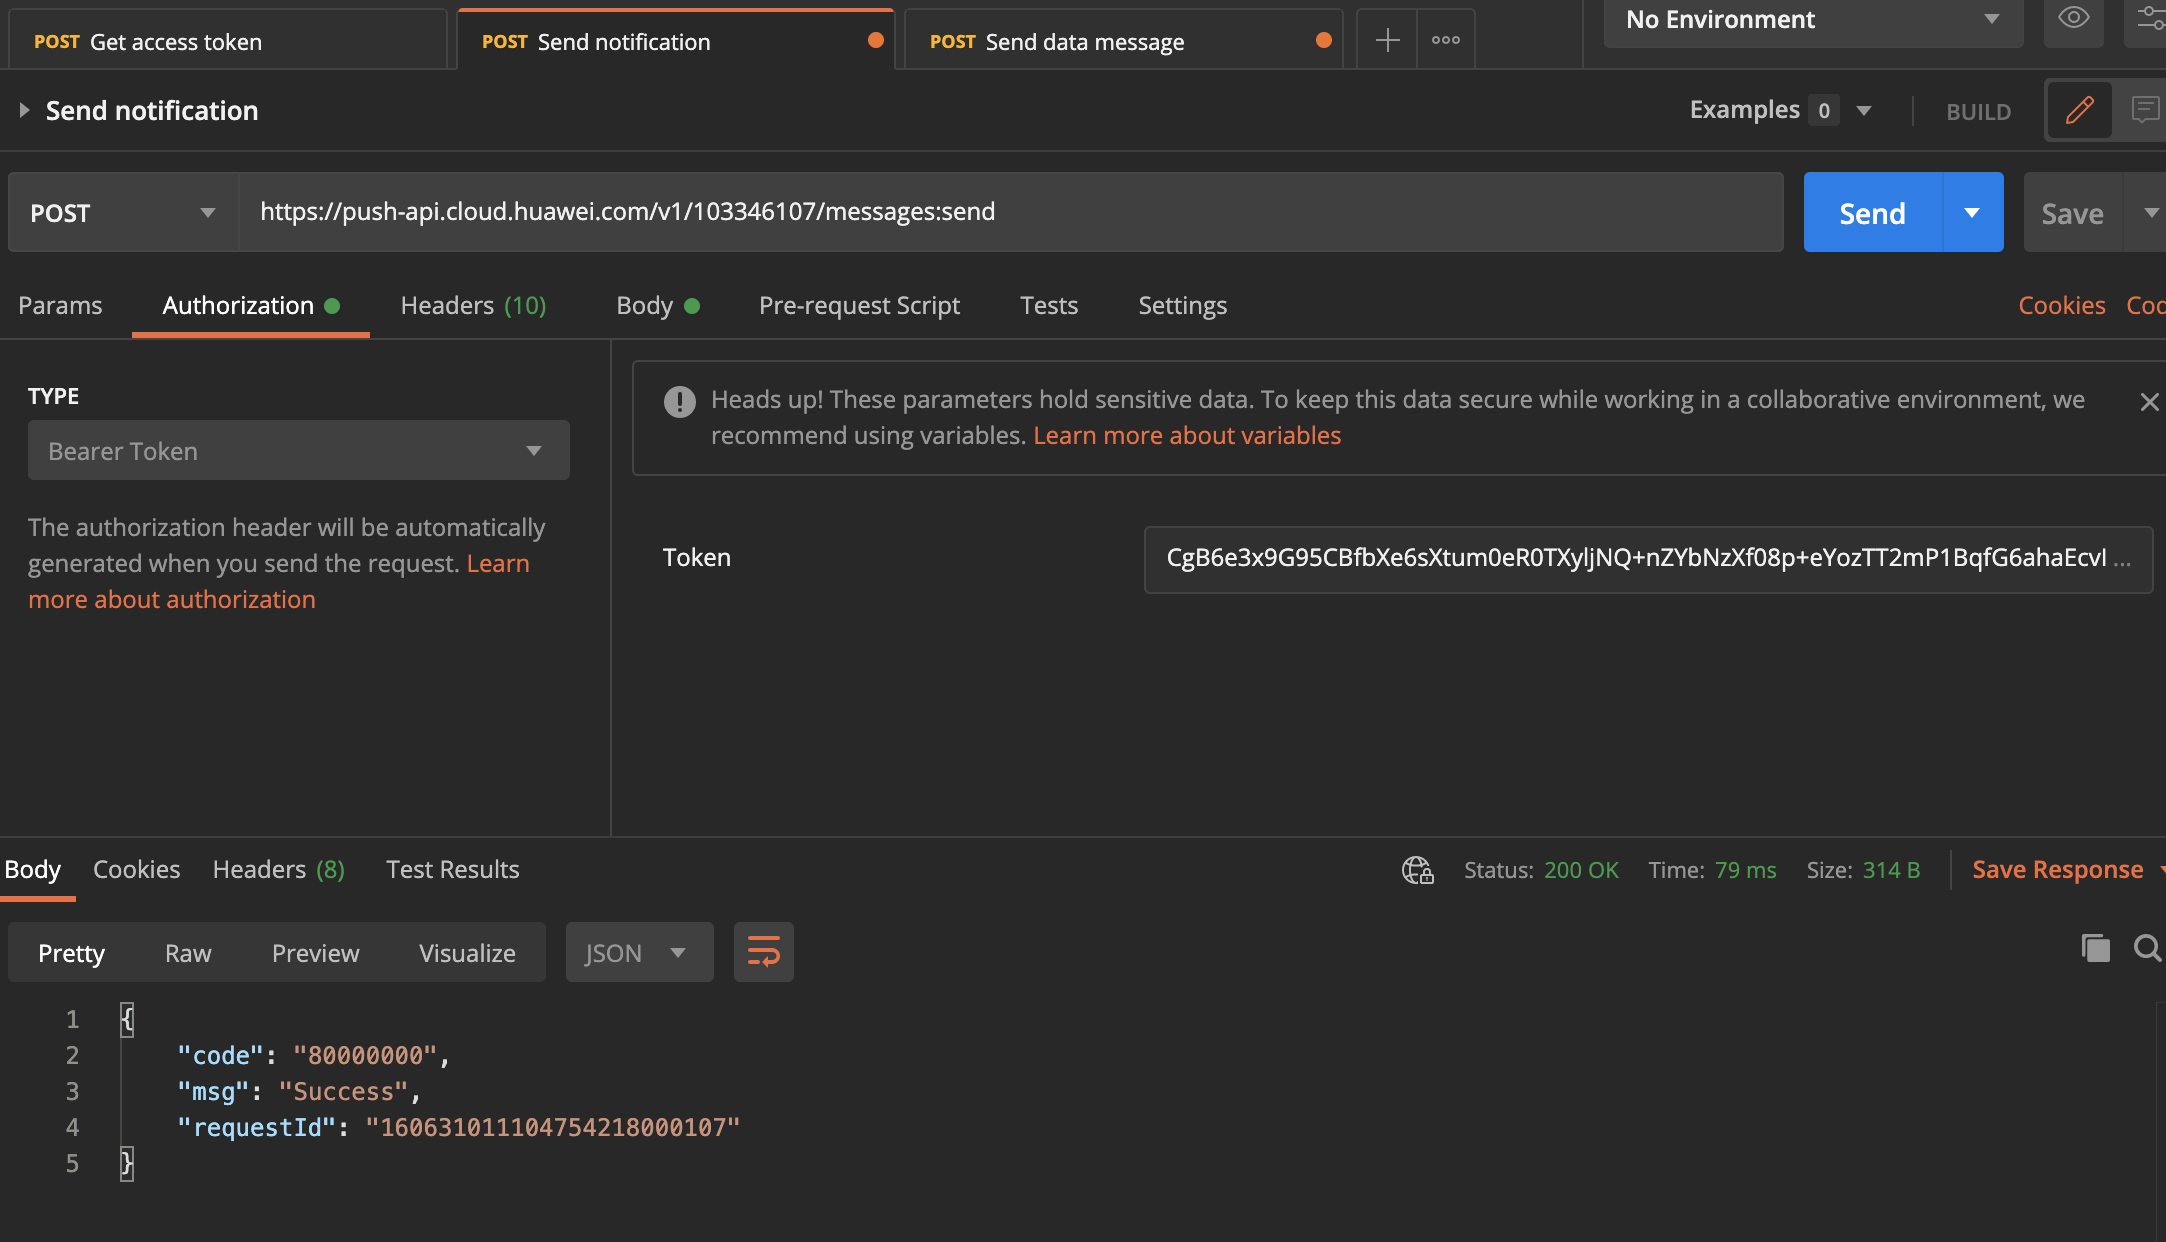 POST Get access token
POST Send notification
POST Send data message
No Environment
Send notification
Examples 0
BUILD
POST
https://push-api.cloud.huawei.com/v1/103346107/messages:send
Send
Save
Params
Authorization
Headers (10)
Body
Pre-request Script
Tests
Settings
Cookies
TYPE
Bearer Token
The authorization header will be automatically
generated when you send the request. Learn
more about authorization
Heads up! These parameters hold sensitive data. To keep this data secure while working in a collaborative environment, we
recommend using variables. Learn more about variables
Token
CgB6e3x9G95CBfbXe6sXtum0eR0TXyljNQ+nZYbNzXf08p+eYozTT2mP1BqfG6ahaEcvI ...
Body
Cookies
Headers (8)
Test Results
Status: 200 OK
Time: 79 ms
Size: 314 B
Save Response
Pretty
Raw
Preview
Visualize
JSON
1 {
2 "code": "80000000",
3 "msg": "Success",
4 "requestId": "160631011104754218000107"
5 }